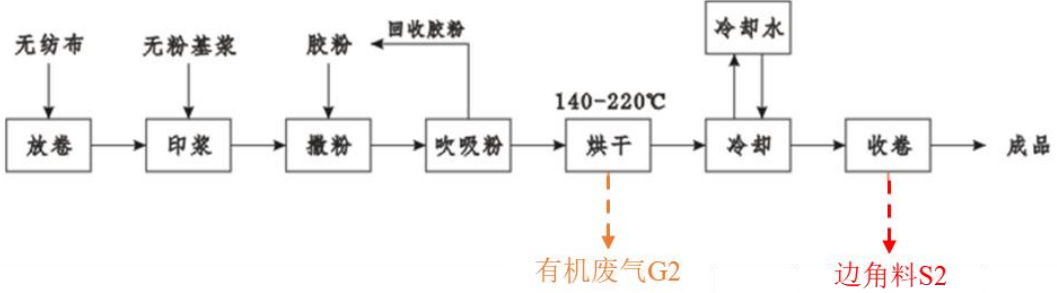 无纺布
无粉基浆
胶粉
回收胶粉
冷却水
140-220℃
放卷
印浆
撒粉
吹吸粉
烘干
冷却
收卷
成品
有机废气G2
边角料S2